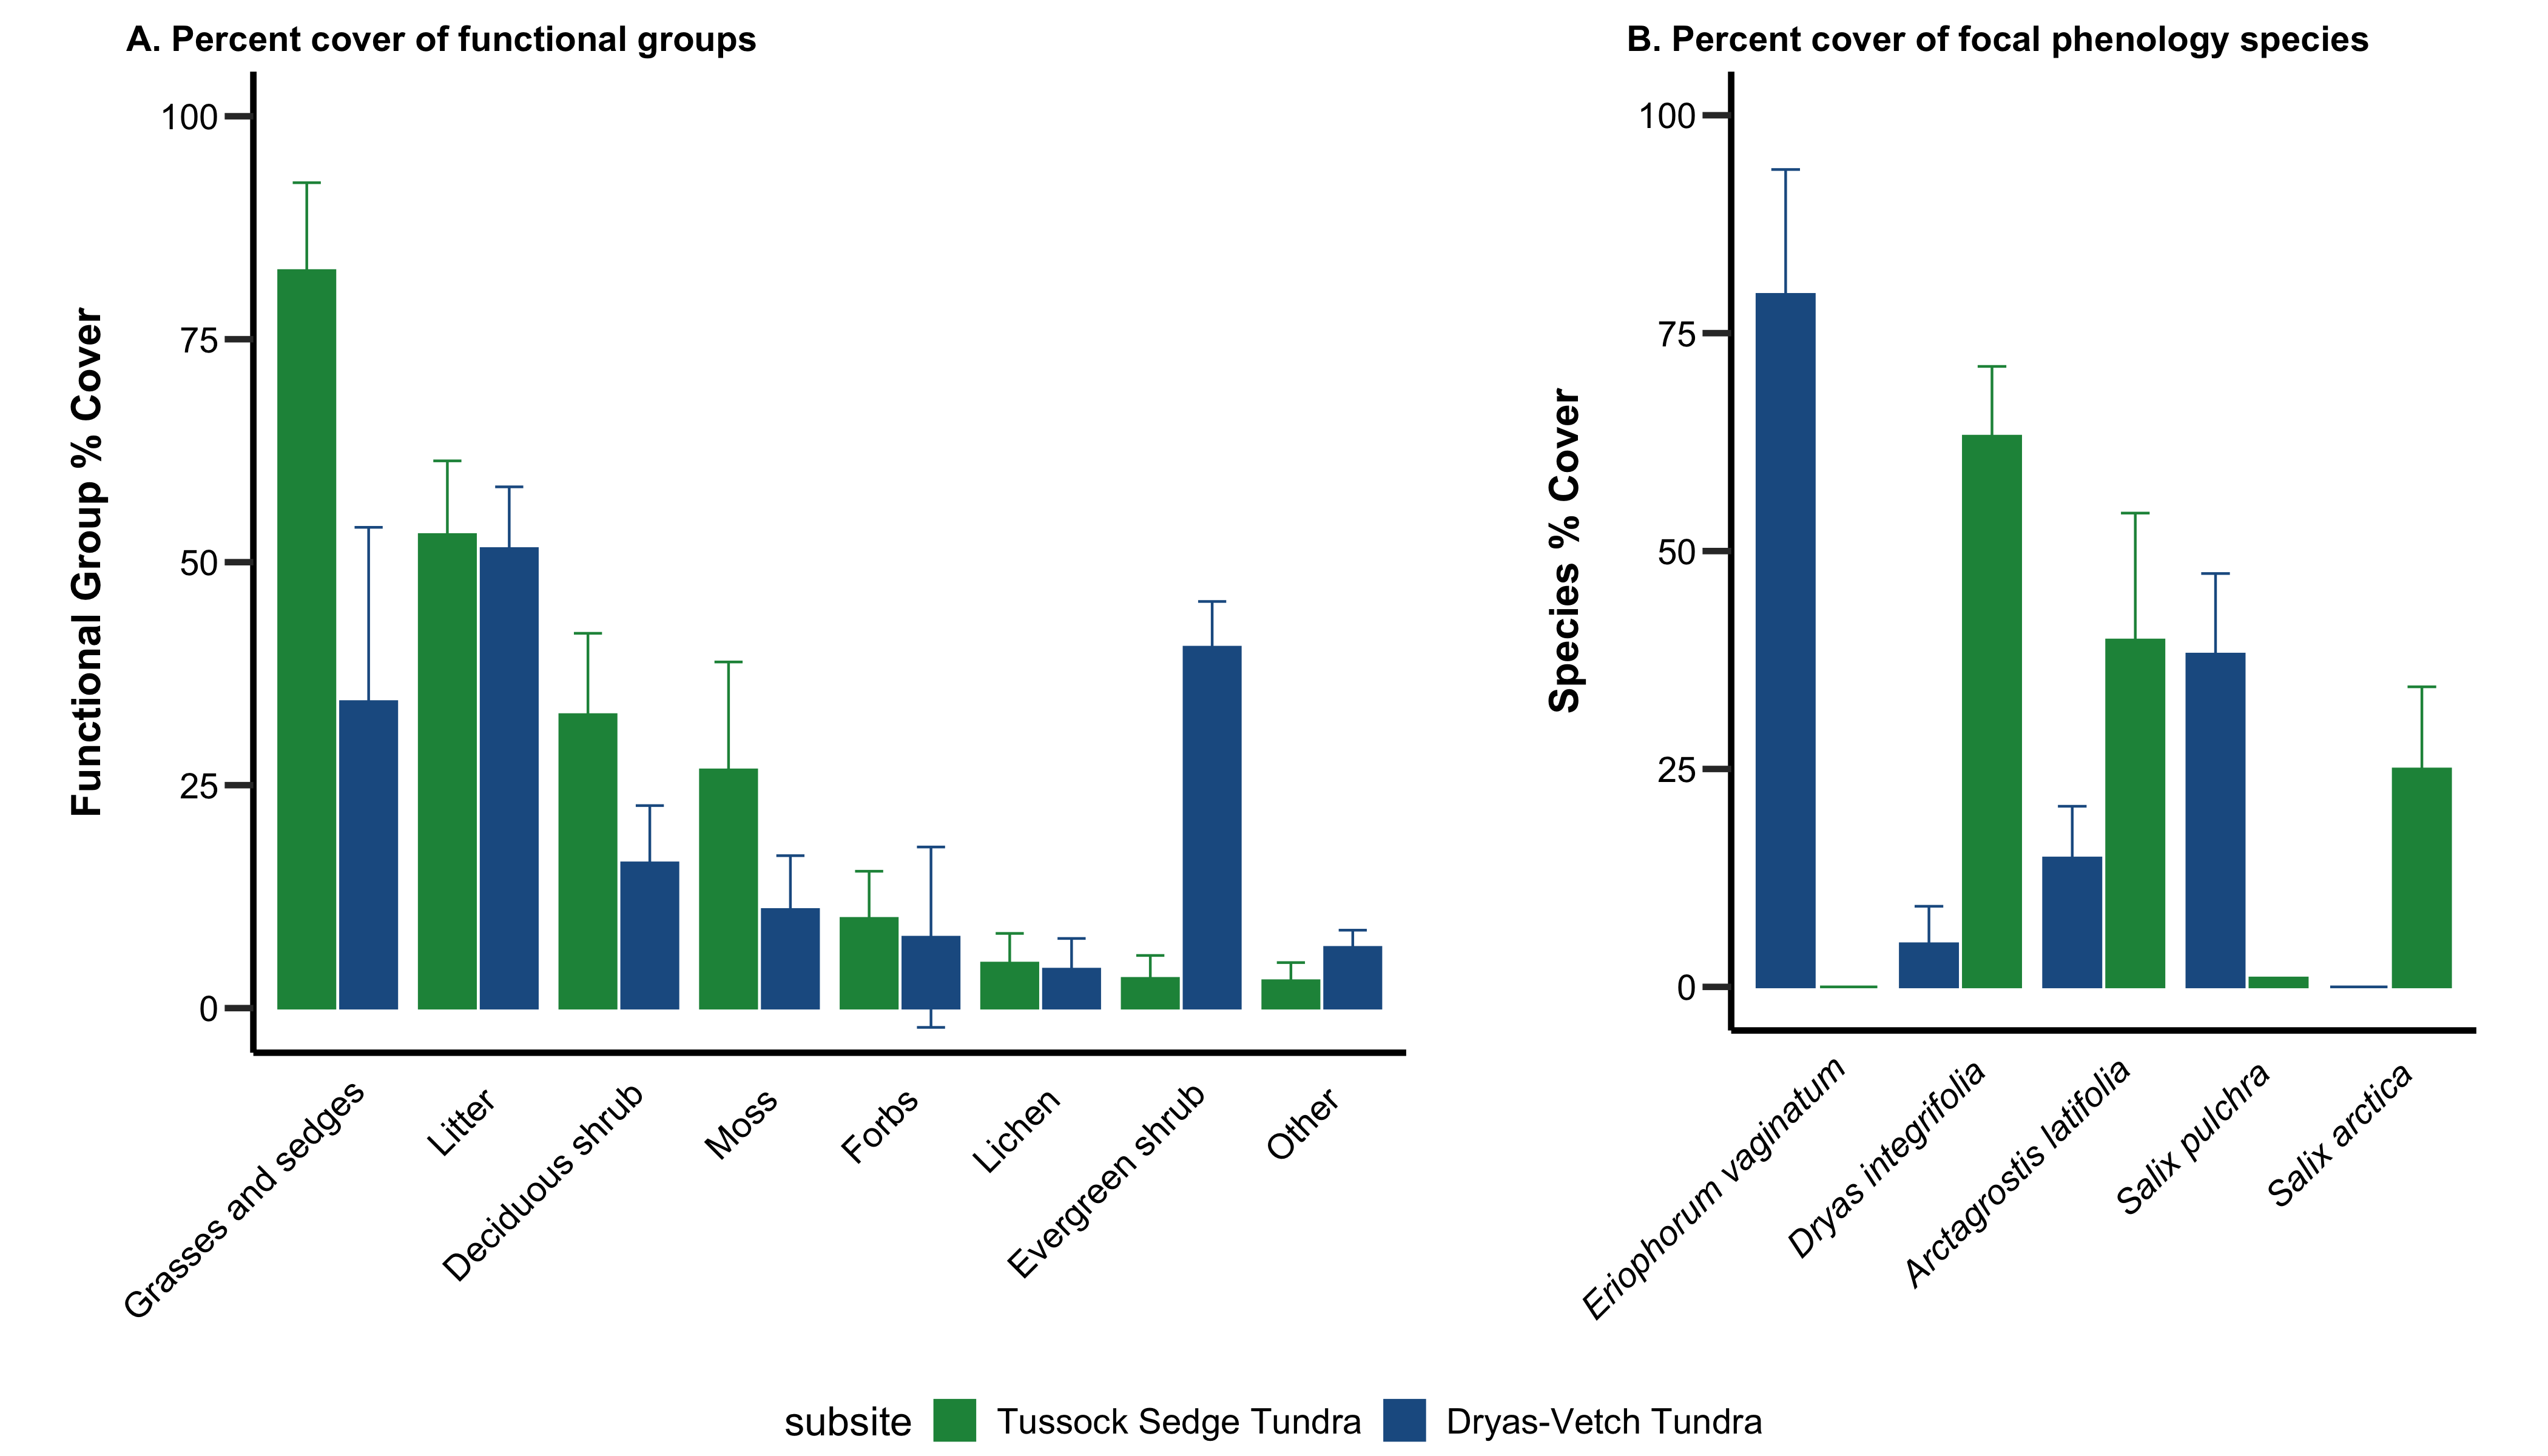 A. Percent cover of functional groups
Functional Group % Cover
100
75
50
25
0
Grasses and sedges
Litter
Deciduous shrub
Moss
Forbs
Lichen
Evergreen shrub
Other
B. Percent cover of focal phenology species
Species % Cover
100
75
50
25
0
Eriophorum vaginatum
Dryas integrifolia
Arctagrostis latifolia
Salix pulchra
Salix arctica
subsite Tussock Sedge Tundra Dryas-Vetch Tundra